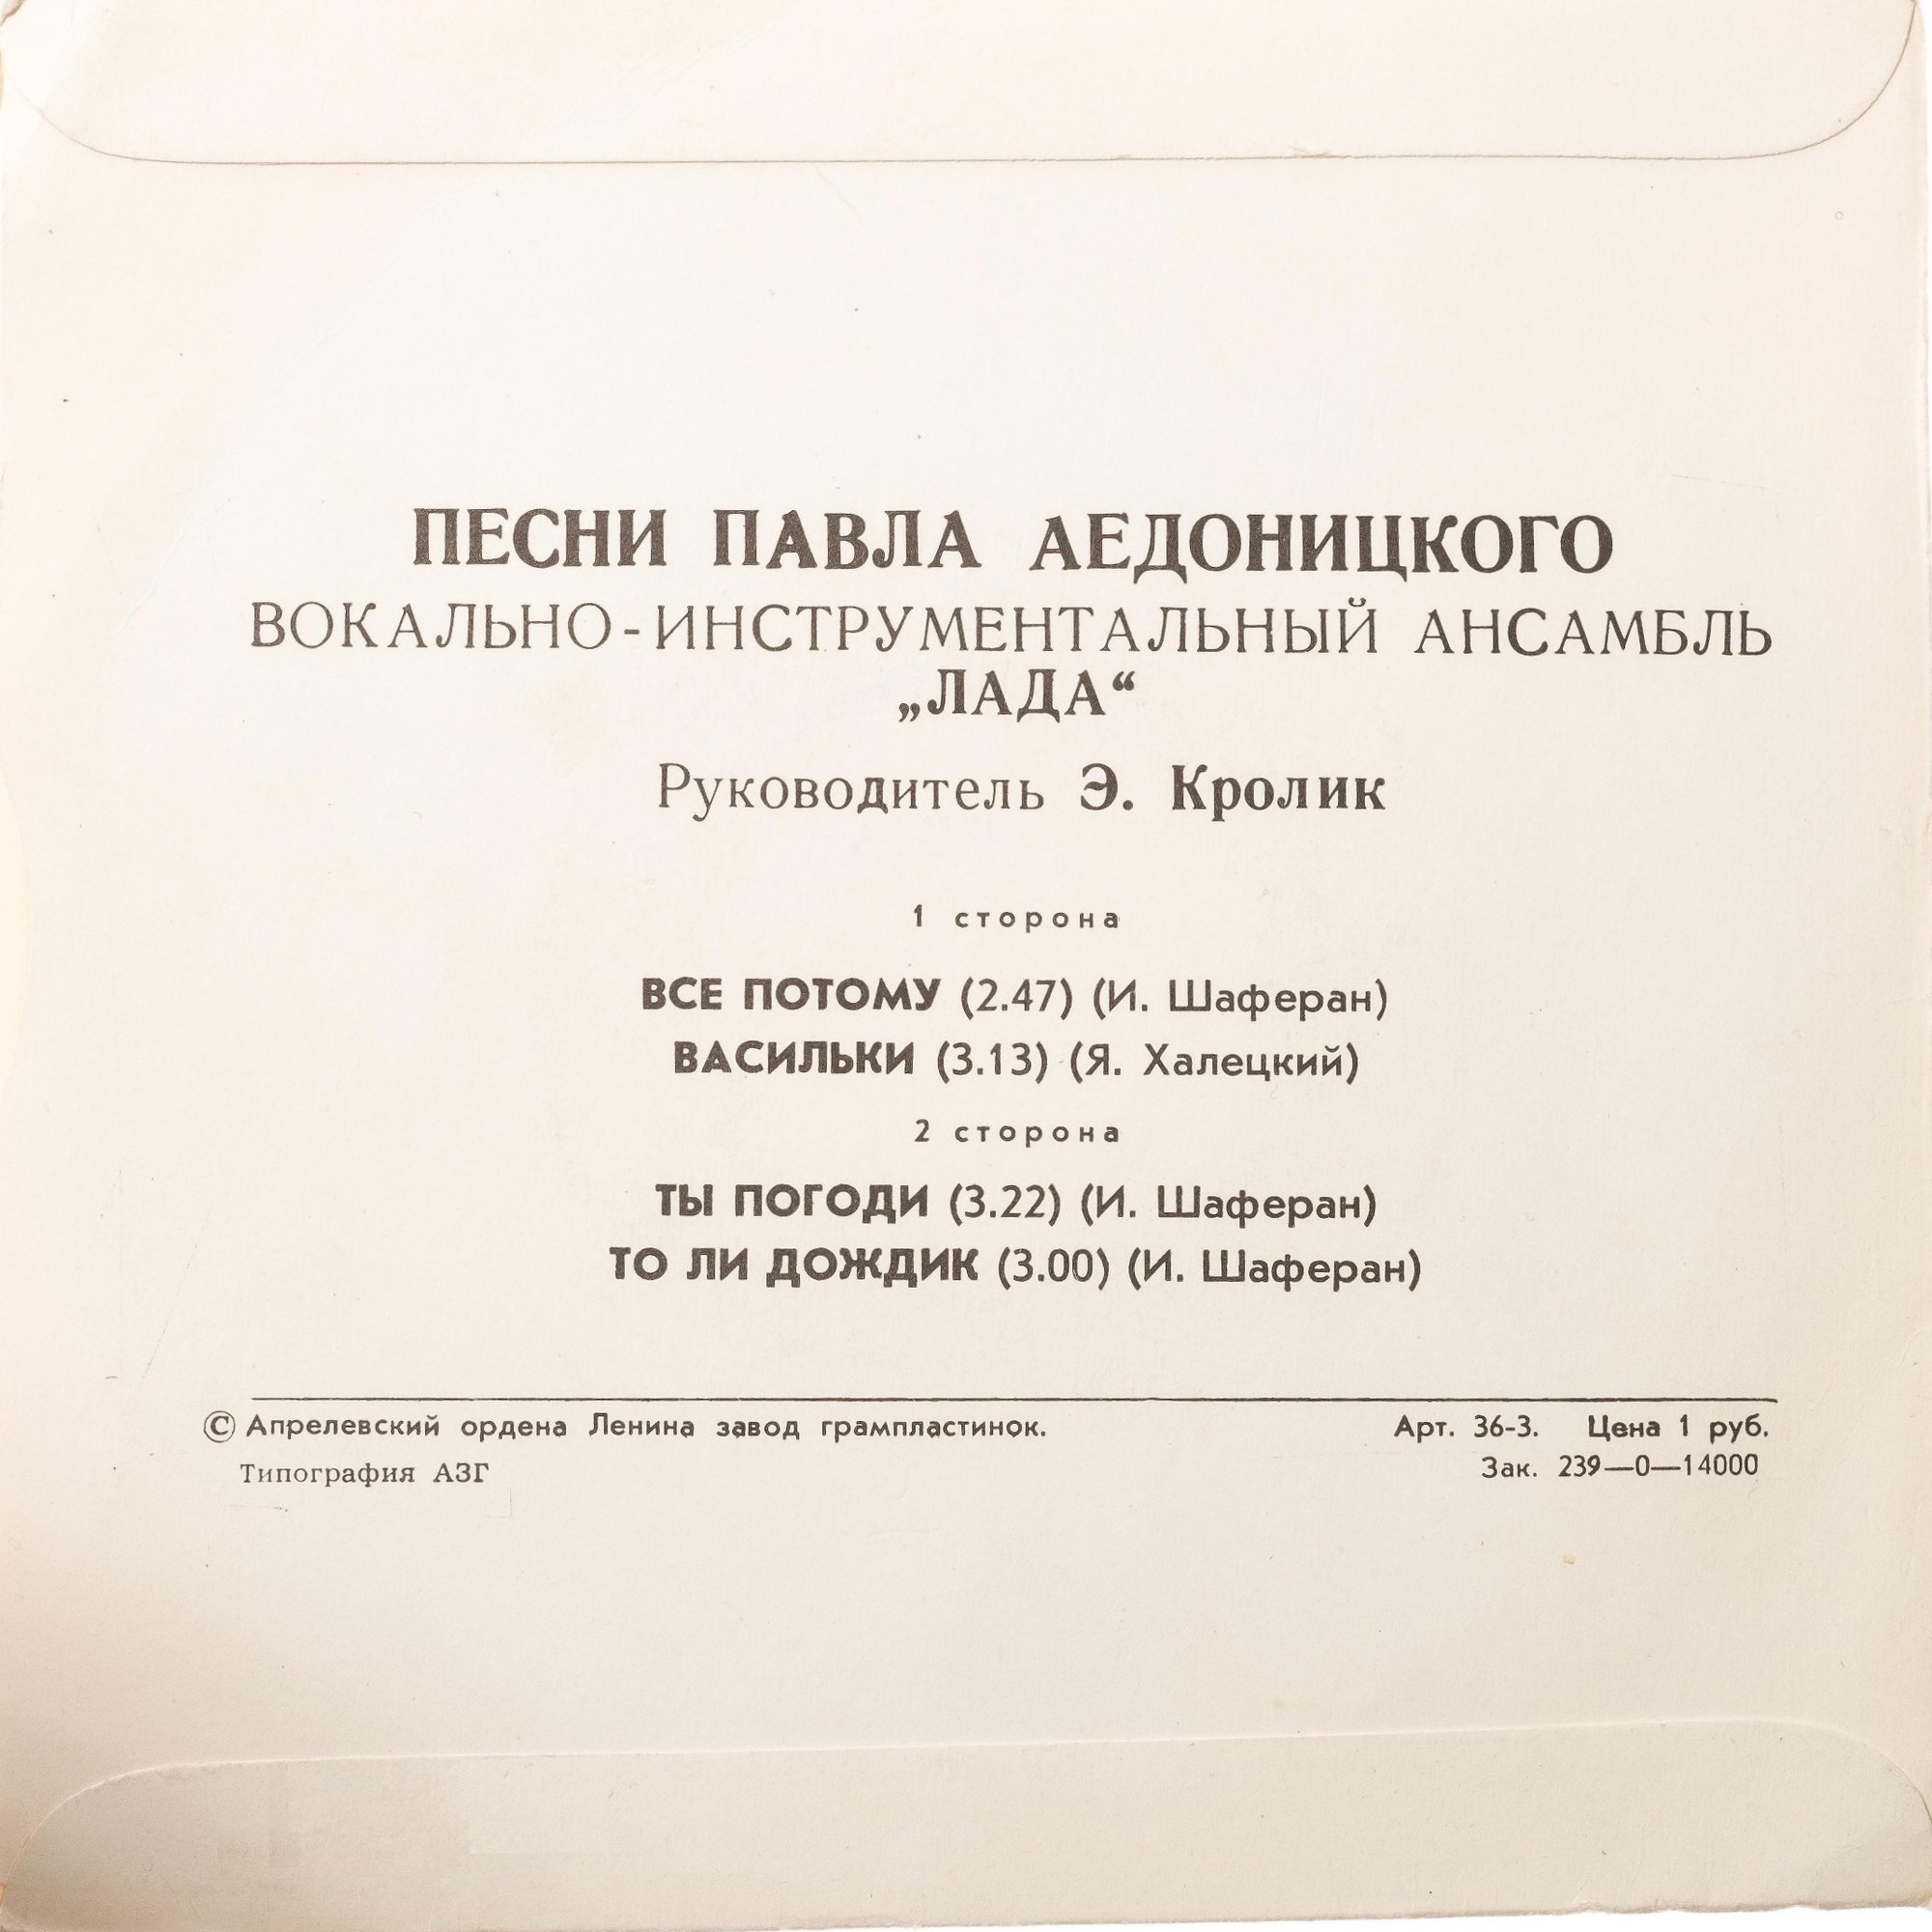 ПЕСНИ ПАВЛА АЕДОНИЦКОГО
ВОКАЛЬНО-ИНСТРУМЕНТАЛЬНЫЙ АНСАМБЛЬ
„ЛАДА“
Руководитель Э. Кролик
1 сторона
ВСЕ ПОТОМУ (2.47) (И. Шаферан)
ВАСИЛЬКИ (3.13) (Я. Халецкий)
2 сторона
ТЫ ПОГОДИ (3.22) (И. Шаферан)
ТО ЛИ ДОЖДИК (3.00) (И. Шаферан)
© Апрелевский ордена Ленина завод грампластинок. Арт. 36-3. Цена 1 руб.
Типография АЗГ Зак. 239—0—14000